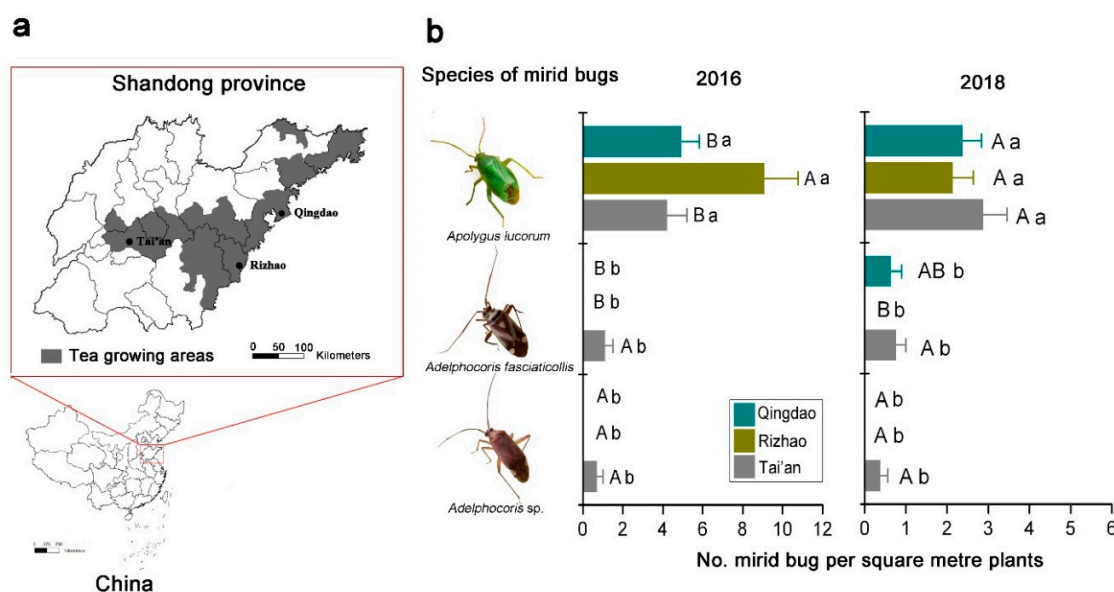 a
Shandong province
Qingdao
Tai'an
Rizhao
Tea growing areas
0 50 100 Kilometers
China
b
Species of mirid bugs
2016
2018
Apolygus lucorum
Adelphocoris fasciaticollis
Adelphocoris sp.
B a
A a
B a
B b
B b
A b
A b
A b
A b
A a
A a
A a
AB b
B b
A b
A b
A b
A b
Qingdao
Rizhao
Tai'an
0 2 4 6 8 10 12
0 1 2 3 4 5 6
No. mirid bug per square metre plants